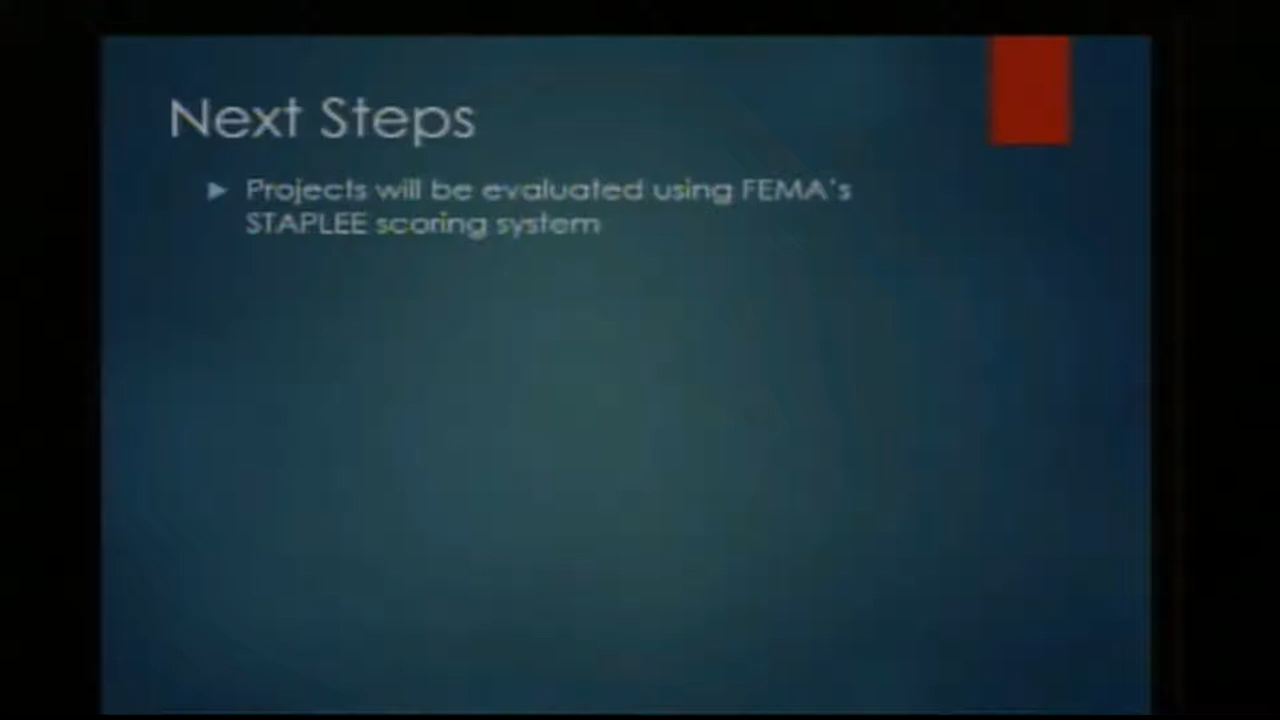 Next Steps
Projects will be evaluated using FEMA's
STAPLEE scoring system